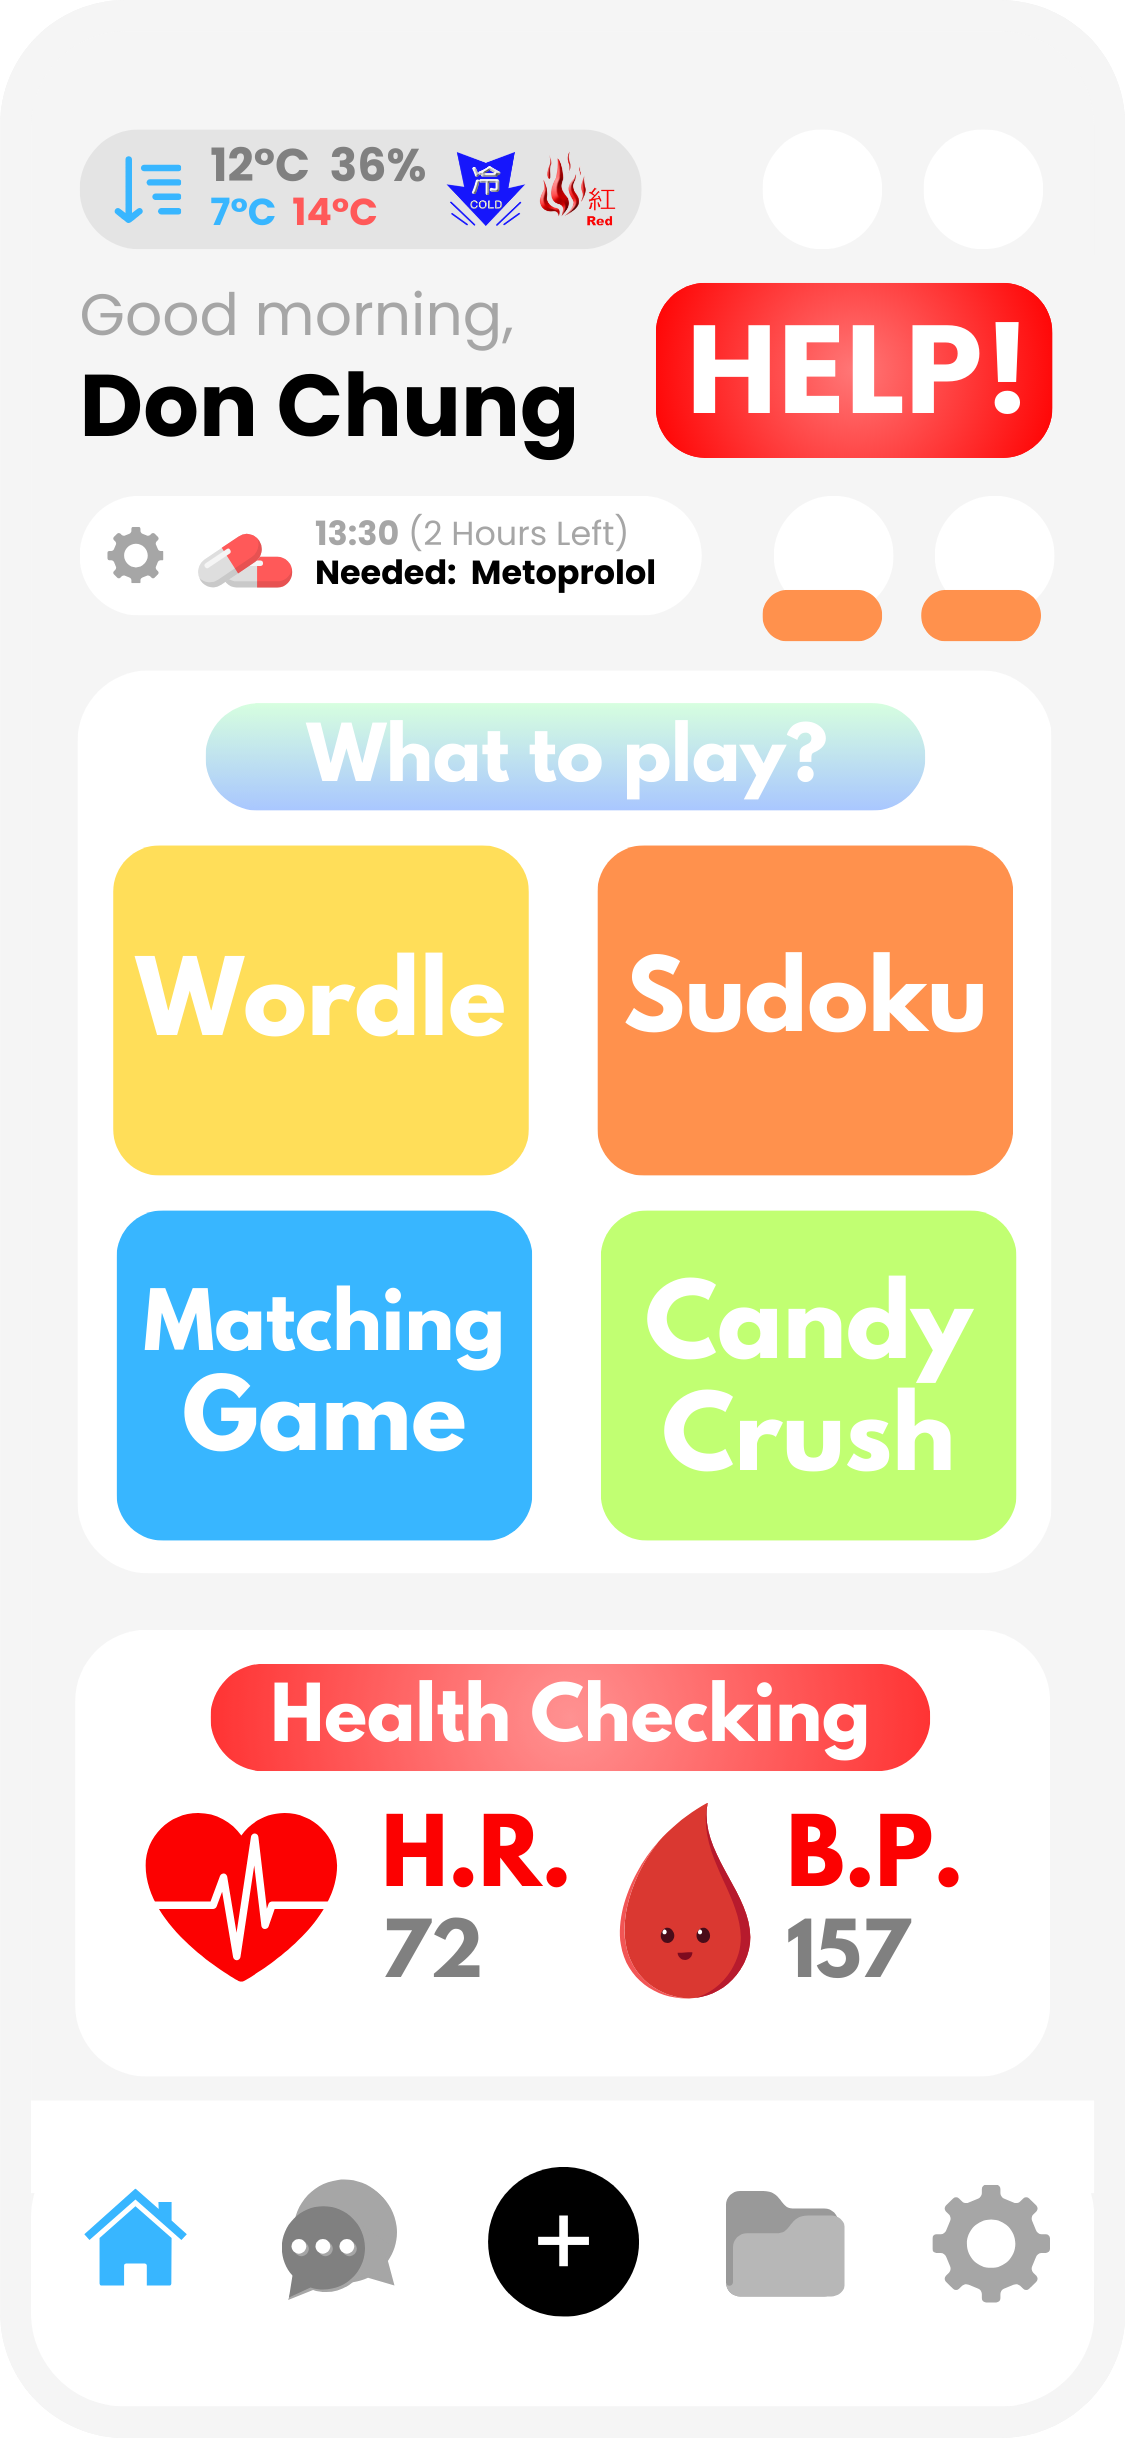 12°C 36%
7°C 14°C
冷
COLD
紅
Red
Good morning,
Don Chung
HELP!
13:30 (2 Hours Left)
Needed: Metoprolol
What to play?
Wordle
Sudoku
Matching
Game
Candy
Crush
Health Checking
H.R.
72
B.P.
157